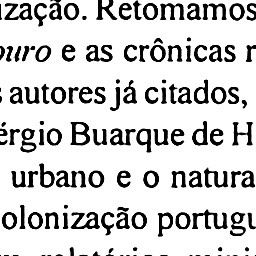 ização. Retomamos
ouro e as crônicas r
s autores já citados,
érgio Buarque de H
urbano e o natura
olonização portugu